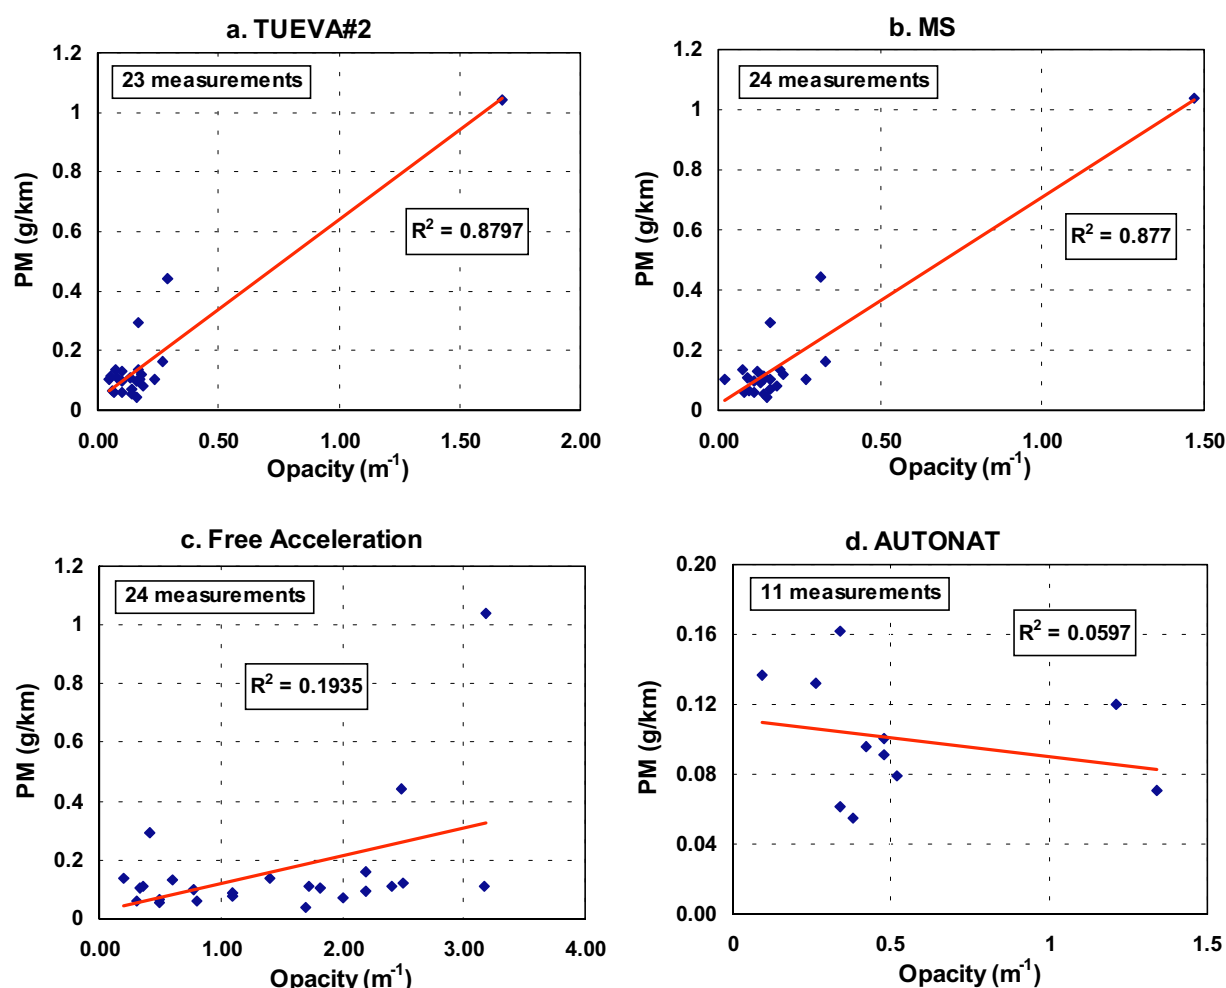 a. TUEVA#2
1.2
1
0.8
0.6
0.4
0.2
0
PM (g/km)
23 measurements
R² = 0.8797
0.00 0.50 1.00 1.50 2.00
Opacity (m⁻¹)
b. MS
1.2
1
0.8
0.6
0.4
0.2
0
PM (g/km)
24 measurements
R² = 0.877
0.00 0.50 1.00 1.50
Opacity (m⁻¹)
c. Free Acceleration
1.2
1
0.8
0.6
0.4
0.2
0
PM (g/km)
24 measurements
R² = 0.1935
0.00 1.00 2.00 3.00 4.00
Opacity (m⁻¹)
d. AUTONAT
0.20
0.16
0.12
0.08
0.04
0.00
PM (g/km)
11 measurements
R² = 0.0597
0 0.5 1 1.5
Opacity (m⁻¹)